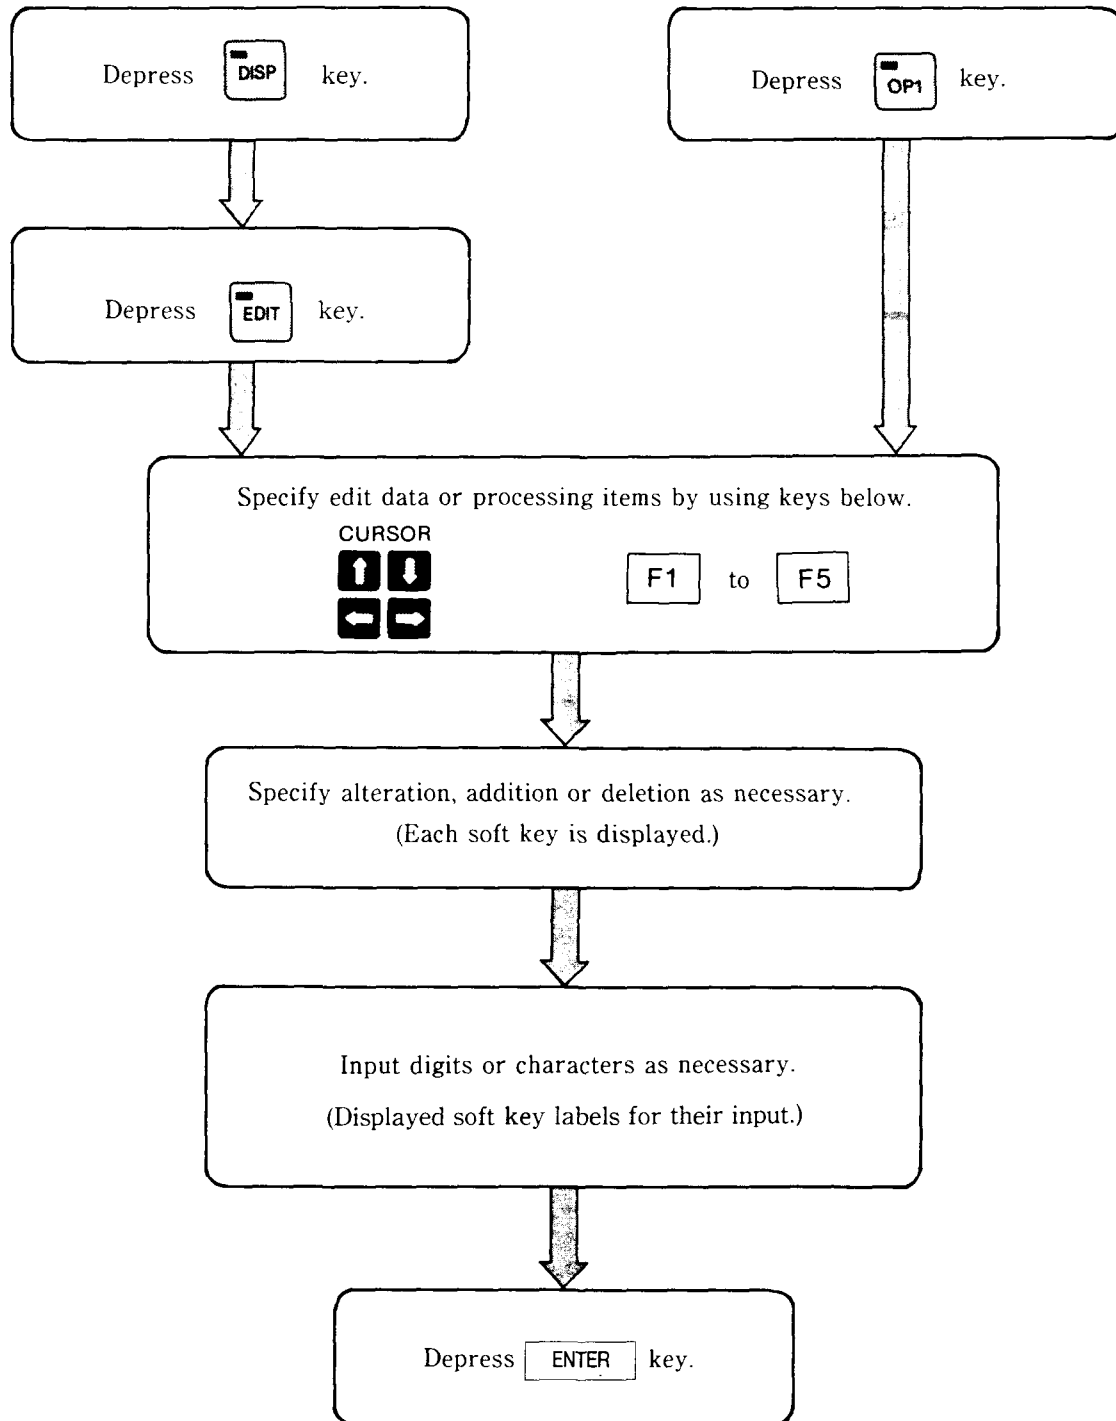 Depress DISP key.
Depress OP1 key.
Depress EDIT key.
Specify edit data or processing items by using keys below.
CURSOR
F1 to F5
Specify alteration, addition or deletion as necessary.
(Each soft key is displayed.)
Input digits or characters as necessary.
(Displayed soft key labels for their input.)
Depress ENTER key.